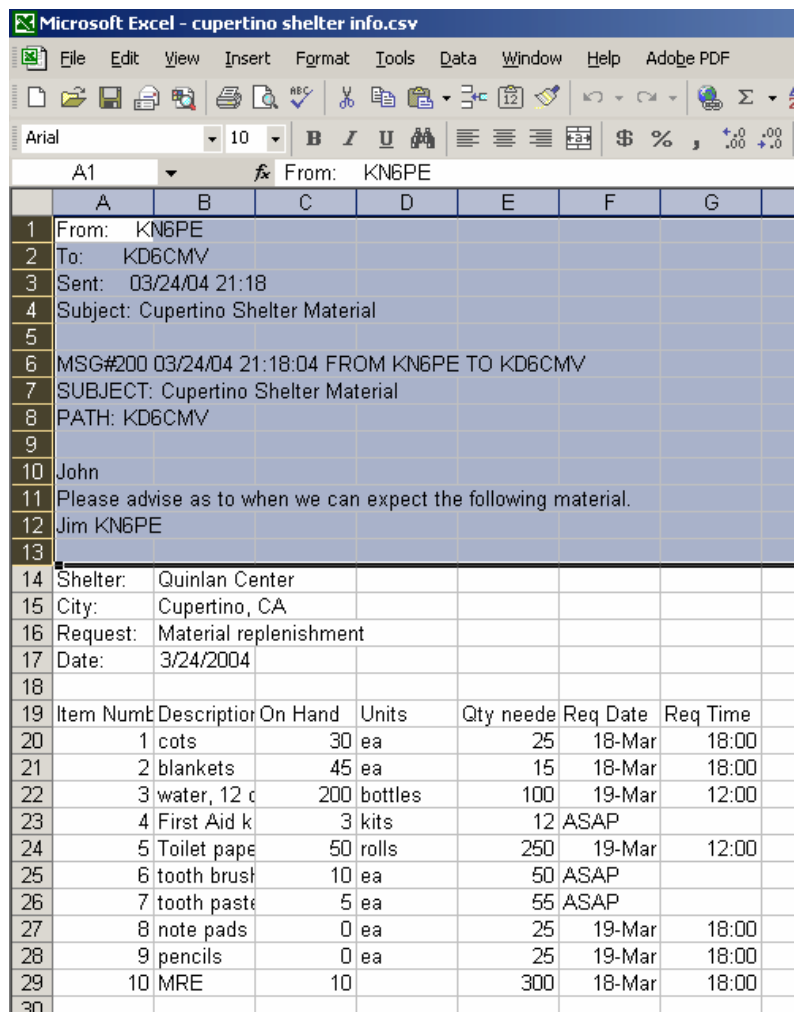 Microsoft Excel - cupertino shelter info.csv
File Edit View Insert Format Tools Data Window Help Adobe PDF
Arial 10 B I U $ % ,
A1 fx From: KN6PE
A B C D E F G
1 From: KN6PE
2 To: KD6CMV
3 Sent: 03/24/04 21:18
4 Subject: Cupertino Shelter Material
5
6 MSG#200 03/24/04 21:18:04 FROM KN6PE TO KD6CMV
7 SUBJECT: Cupertino Shelter Material
8 PATH: KD6CMV
9
10 John
11 Please advise as to when we can expect the following material.
12 Jim KN6PE
13
14 Shelter: Quinlan Center
15 City: Cupertino, CA
16 Request: Material replenishment
17 Date: 3/24/2004
18
19 Item Numb Description On Hand Units Qty neede Req Date Req Time
20 1 cots 30 ea 25 18-Mar 18:00
21 2 blankets 45 ea 15 18-Mar 18:00
22 3 water, 12 o 200 bottles 100 19-Mar 12:00
23 4 First Aid k 3 kits 12 ASAP
24 5 Toilet pape 50 rolls 250 19-Mar 12:00
25 6 tooth brush 10 ea 50 ASAP
26 7 tooth paste 5 ea 55 ASAP
27 8 note pads 0 ea 25 19-Mar 18:00
28 9 pencils 0 ea 25 19-Mar 18:00
29 10 MRE 10 300 18-Mar 18:00
30